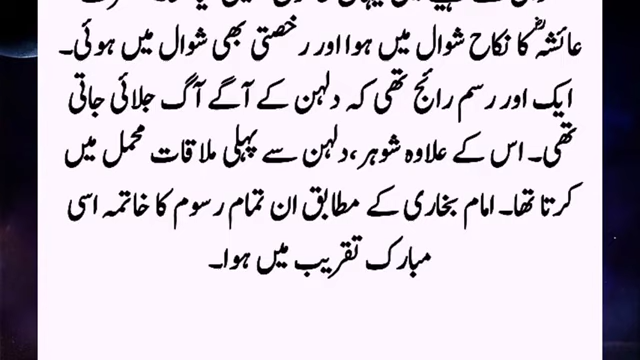 عائشہؓ کا نکاح شوال میں ہوا اور رخصتی بھی شوال میں ہوئی۔
ایک اور رسم رائج تھی کہ دلہن کے آگے آگ جلائی جاتی
تھی۔ اس کے علاوہ شوہر، دلہن سے پہلی ملاقات محمل میں
کرتا تھا۔ امام بخاری کے مطابق ان تمام رسوم کا خاتمہ اسی
مبارک تقریب میں ہوا۔